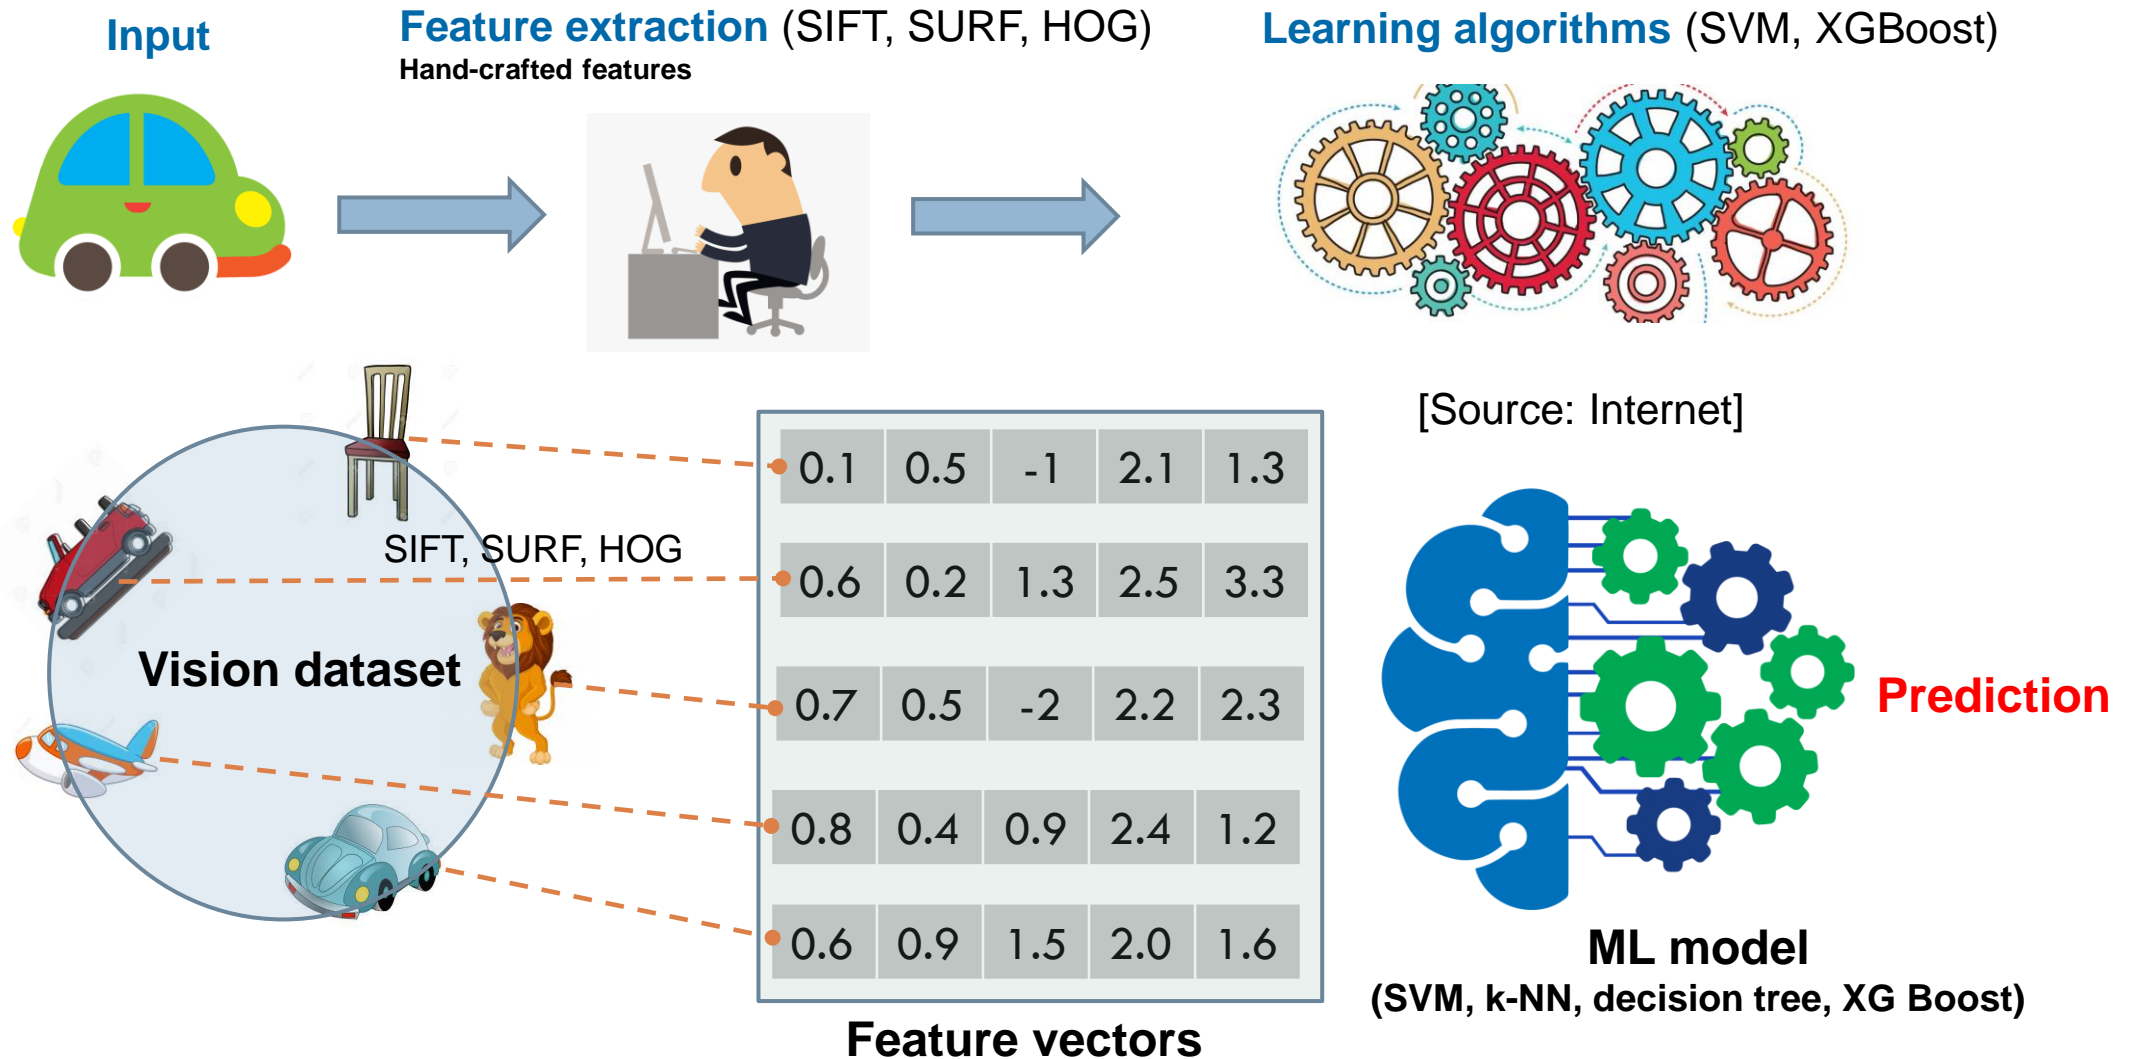 Input
Feature extraction (SIFT, SURF, HOG)
Hand-crafted features
Learning algorithms (SVM, XGBoost)
[Source: Internet]
0.1 0.5 -1 2.1 1.3
SIFT, SURF, HOG
0.6 0.2 1.3 2.5 3.3
Vision dataset
0.7 0.5 -2 2.2 2.3
Prediction
0.8 0.4 0.9 2.4 1.2
0.6 0.9 1.5 2.0 1.6
Feature vectors
ML model
(SVM, k-NN, decision tree, XG Boost)